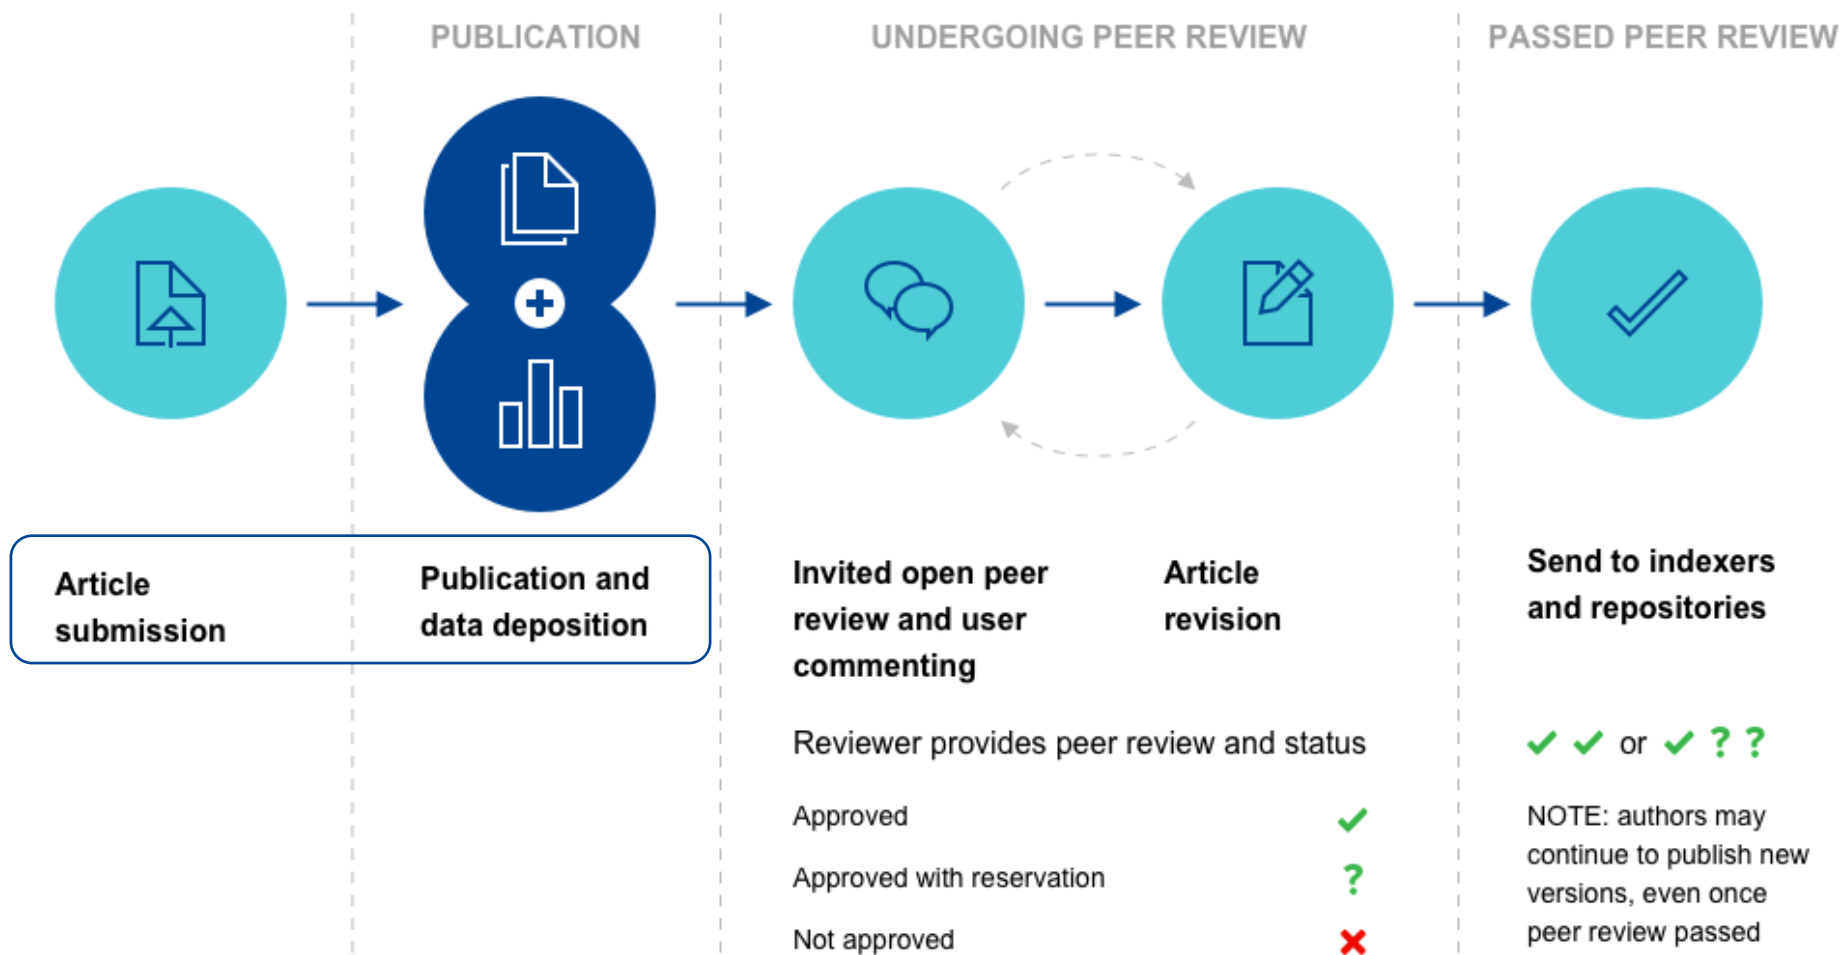 PUBLICATION
UNDERGOING PEER REVIEW
PASSED PEER REVIEW
Article
submission
Publication and
data deposition
Invited open peer
review and user
commenting
Article
revision
Send to indexers
and repositories
Reviewer provides peer review and status
Approved
Approved with reservation
?
Not approved
or
? ?
NOTE: authors may
continue to publish new
versions, even once
peer review passed